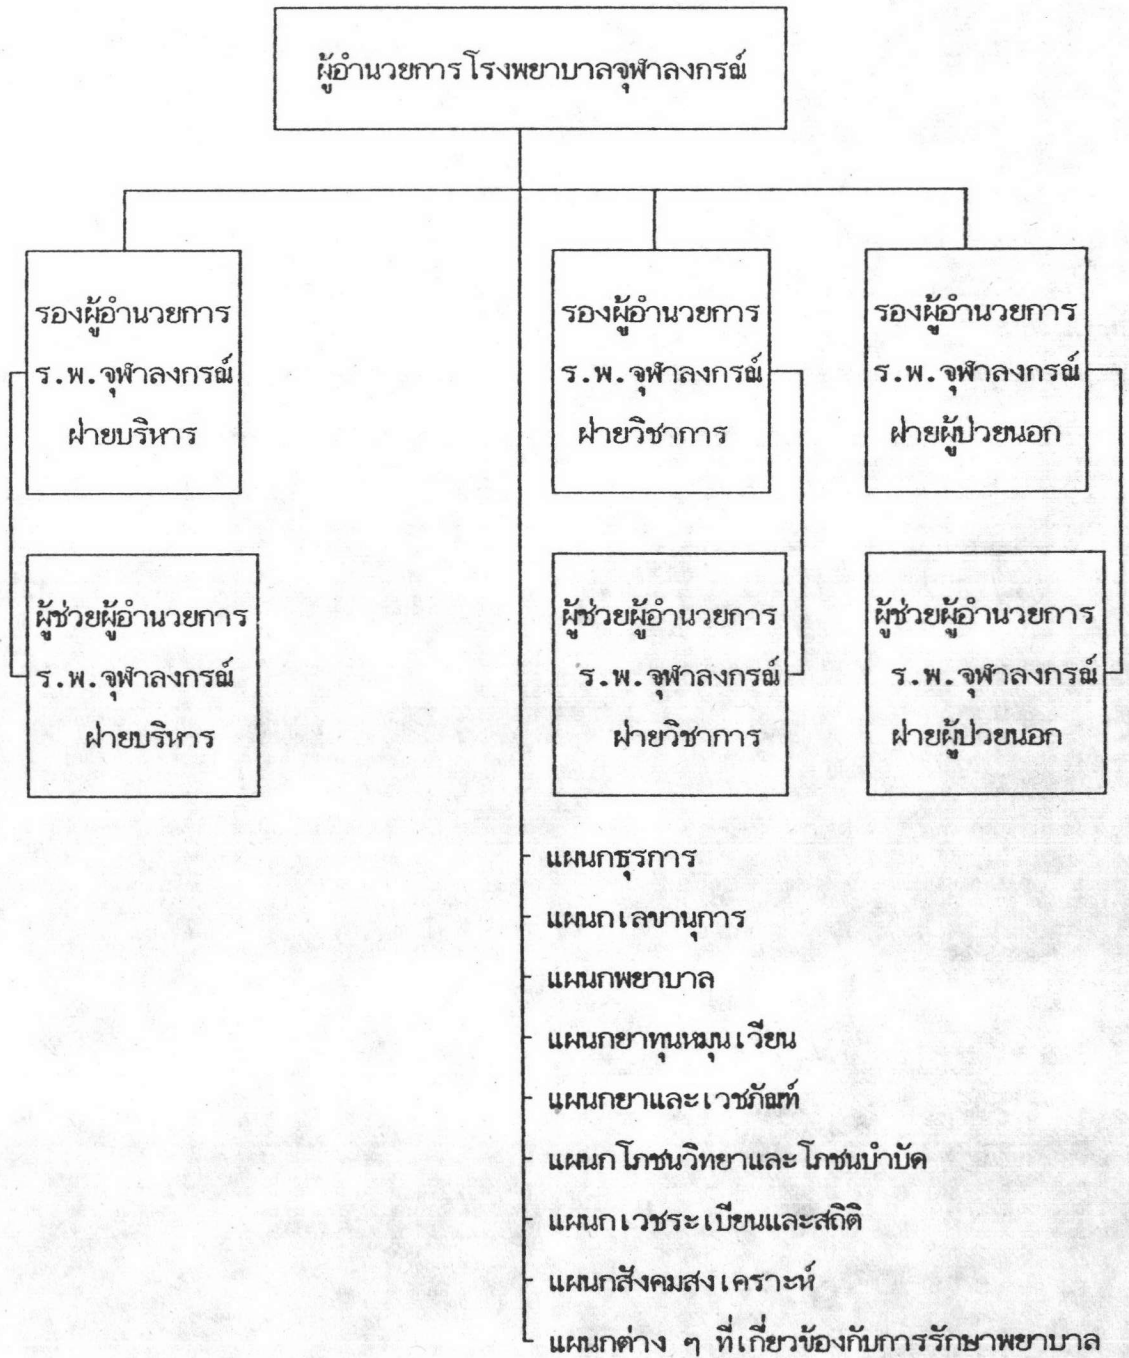 ผู้อำนวยการโรงพยาบาลจุฬาลงกรณ์
รองผู้อำนวยการ
ร.พ.จุฬาลงกรณ์
ฝ่ายบริหาร
รองผู้อำนวยการ
ร.พ.จุฬาลงกรณ์
ฝ่ายวิชาการ
รองผู้อำนวยการ
ร.พ.จุฬาลงกรณ์
ฝ่ายผู้ป่วยนอก
ผู้ช่วยผู้อำนวยการ
ร.พ.จุฬาลงกรณ์
ฝ่ายบริหาร
ผู้ช่วยผู้อำนวยการ
ร.พ.จุฬาลงกรณ์
ฝ่ายวิชาการ
ผู้ช่วยผู้อำนวยการ
ร.พ.จุฬาลงกรณ์
ฝ่ายผู้ป่วยนอก
แผนกธุรการ
แผนกเลขานุการ
แผนกพยาบาล
แผนกยาทุนหมุนเวียน
แผนกยาและเวชภัณฑ์
แผนกโภชนวิทยาและโภชนบำบัด
แผนกเวชระเบียนและสถิติ
แผนกสังคมสงเคราะห์
แผนกต่าง ๆ ที่เกี่ยวข้องกับการรักษาพยาบาล